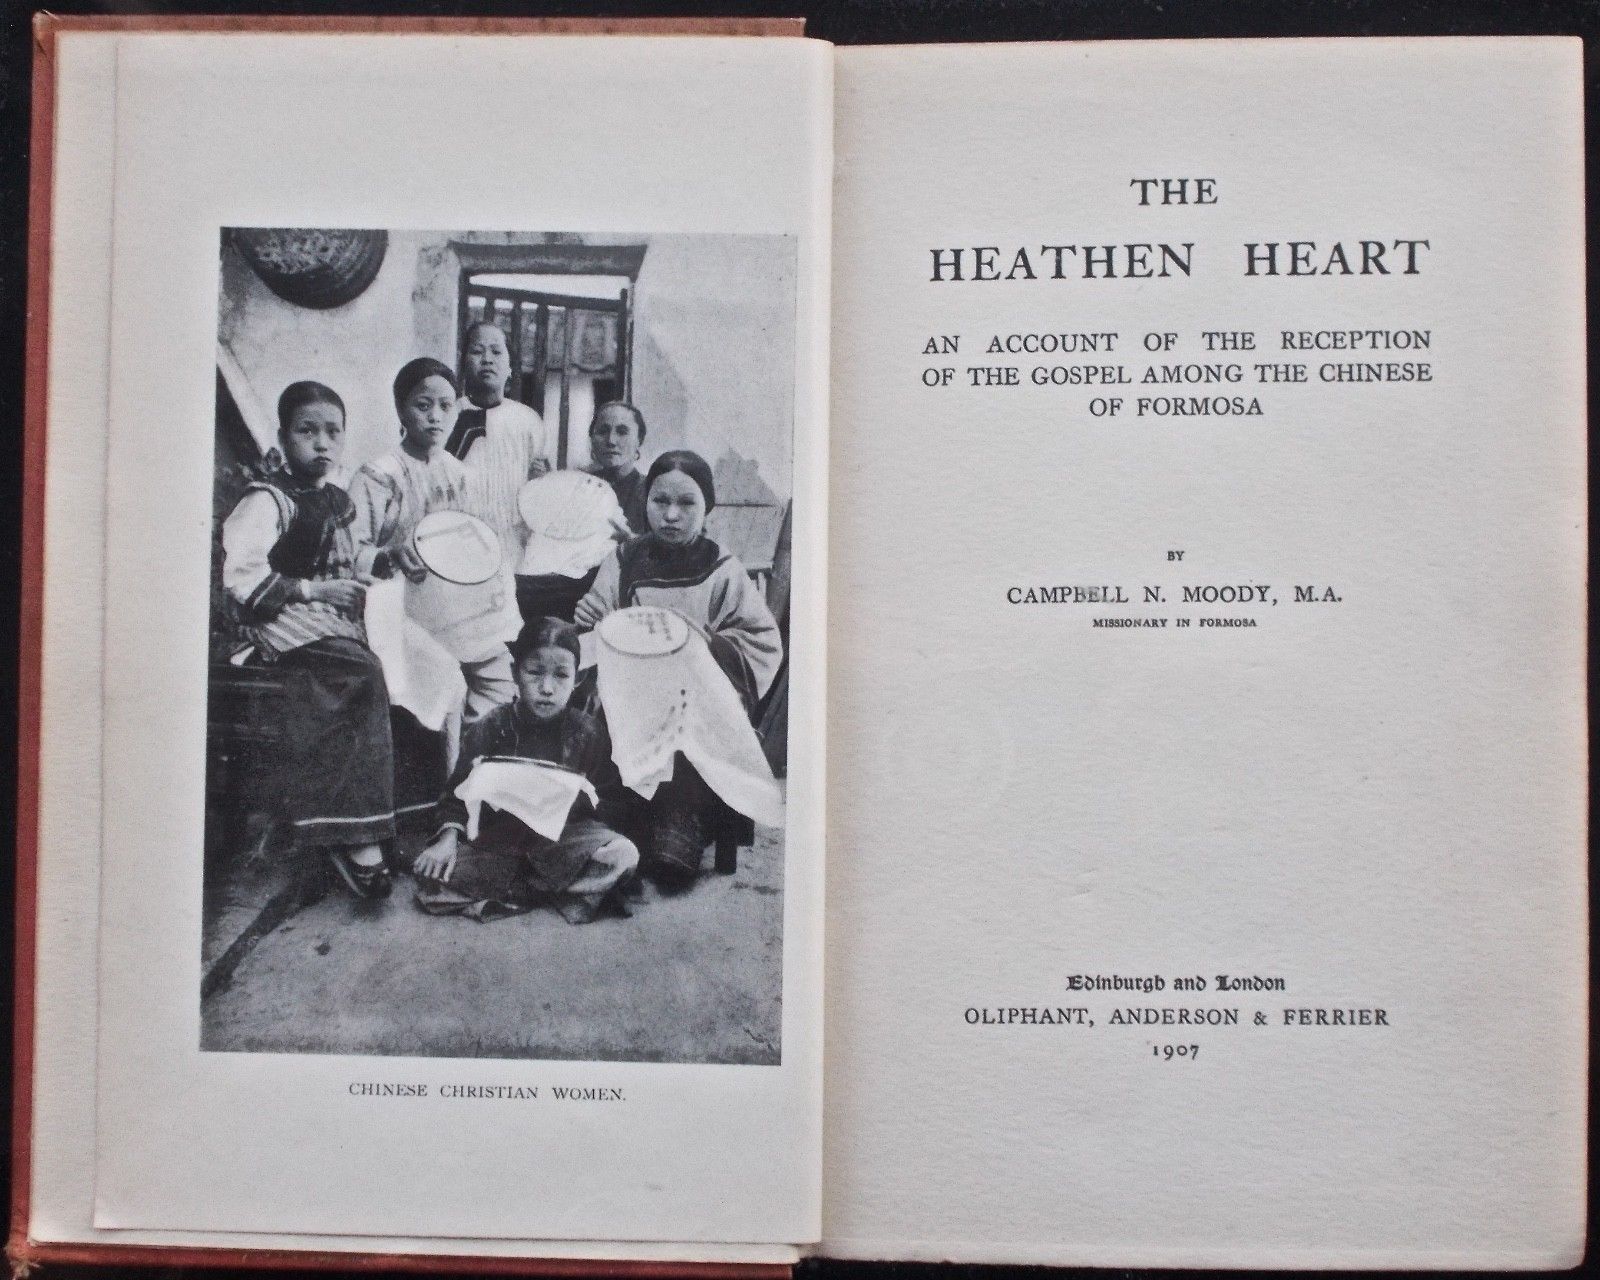 CHINESE CHRISTIAN WOMEN.
THE
HEATHEN HEART
AN ACCOUNT OF THE RECEPTION
OF THE GOSPEL AMONG THE CHINESE
OF FORMOSA
BY
CAMPBELL N. MOODY, M.A.
MISSIONARY IN FORMOSA
Edinburgh and London
OLIPHANT, ANDERSON & FERRIER
1907